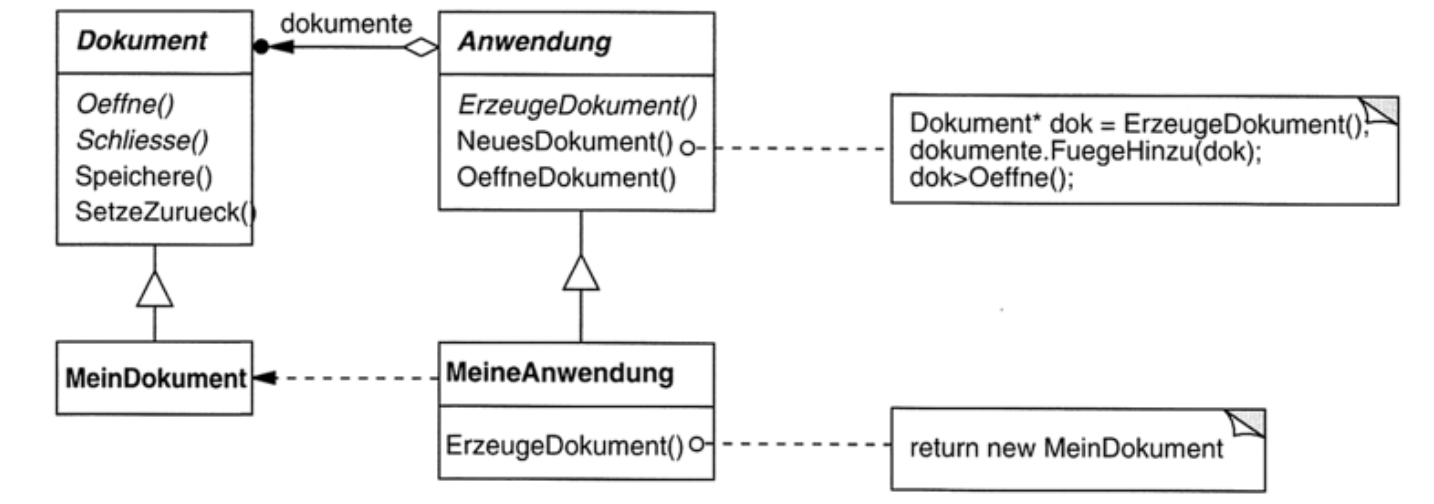 Dokument
Oeffne()
Schliesse()
Speichere()
SetzeZurueck()
dokumente
Anwendung
ErzeugeDokument()
NeuesDokument()
OeffneDokument()
Dokument* dok = ErzeugeDokument();
dokumente.FuegeHinzu(dok);
dok>Oeffne();
MeinDokument
MeineAnwendung
ErzeugeDokument()
return new MeinDokument